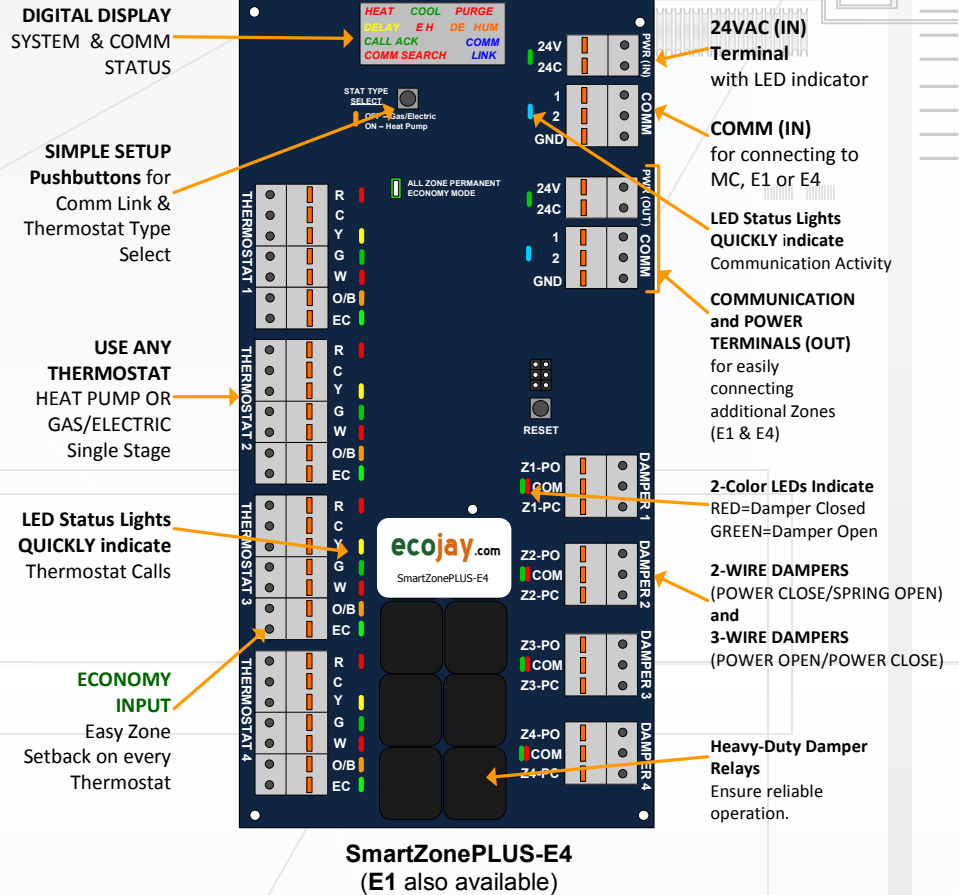 DIGITAL DISPLAY
SYSTEM & COMM
STATUS
SIMPLE SETUP
Pushbuttons for
Comm Link &
Thermostat Type
Select
USE ANY
THERMOSTAT
HEAT PUMP OR
GAS/ELECTRIC
Single Stage
LED Status Lights
QUICKLY indicate
Thermostat Calls
ECONOMY
INPUT
Easy Zone
Setback on every
Thermostat
HEAT COOL PURGE
DELAY E H DE HUM
CALL ACK COMM
COMM SEARCH LINK
STAT TYPE
SELECT
OFF – Gas/Electric
ON – Heat Pump
ALL ZONE PERMANENT
ECONOMY MODE
THERMOSTAT 1
R
C
Y
G
W
O/B
EC
THERMOSTAT 2
R
C
Y
G
W
O/B
EC
THERMOSTAT 3
R
C
Y
G
W
O/B
EC
THERMOSTAT 4
R
C
Y
G
W
O/B
EC
24V
24C
PWR (IN)
1
2
GND
COMM
24V
24C
PWR (OUT)
1
2
GND
COMM
RESET
Z1-PO
COM
Z1-PC
DAMPER 1
Z2-PO
COM
Z2-PC
DAMPER 2
Z3-PO
COM
Z3-PC
DAMPER 3
Z4-PO
COM
Z4-PC
DAMPER 4
ecojay.com
SmartZonePLUS-E4
24VAC (IN)
Terminal
with LED indicator
COMM (IN)
for connecting to
MC, E1 or E4
LED Status Lights
QUICKLY indicate
Communication Activity
COMMUNICATION
and POWER
TERMINALS (OUT)
for easily
connecting
additional Zones
(E1 & E4)
2-Color LEDs Indicate
RED=Damper Closed
GREEN=Damper Open
2-WIRE DAMPERS
(POWER CLOSE/SPRING OPEN)
and
3-WIRE DAMPERS
(POWER OPEN/POWER CLOSE)
Heavy-Duty Damper
Relays
Ensure reliable
operation.
SmartZonePLUS-E4
(E1 also available)